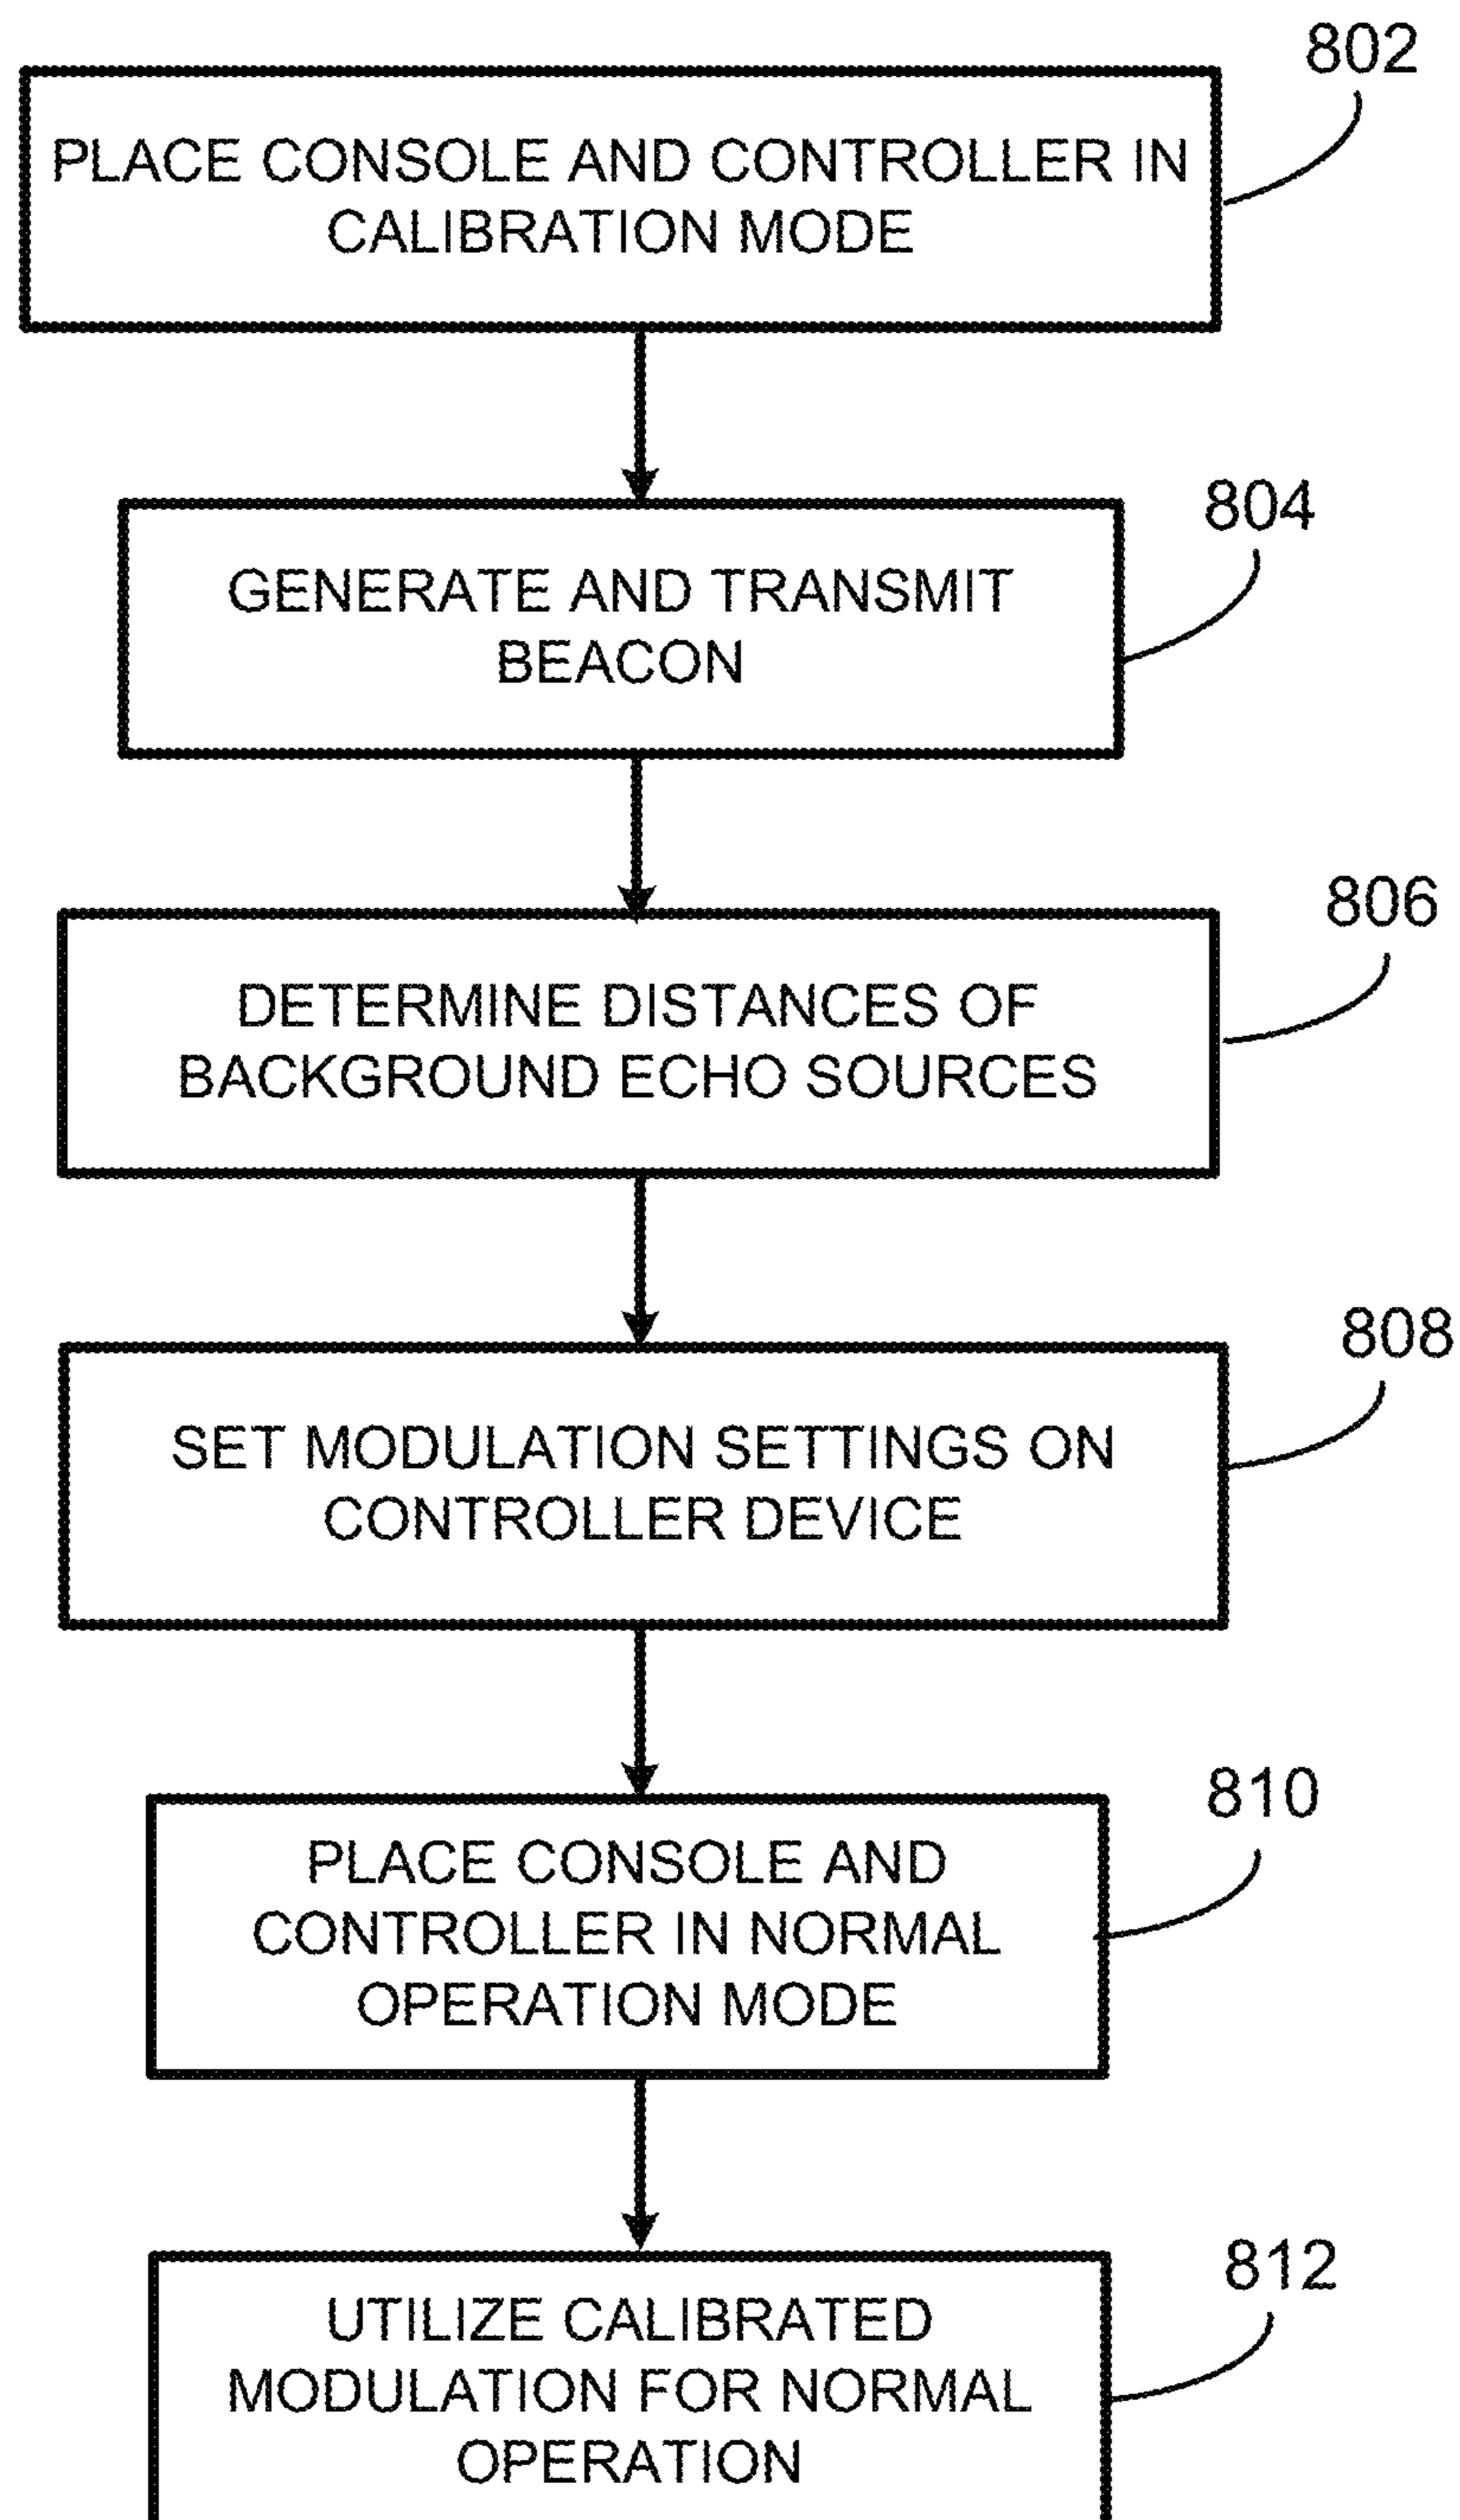 802
PLACE CONSOLE AND CONTROLLER IN
CALIBRATION MODE
804
GENERATE AND TRANSMIT
BEACON
806
DETERMINE DISTANCES OF
BACKGROUND ECHO SOURCES
808
SET MODULATION SETTINGS ON
CONTROLLER DEVICE
810
PLACE CONSOLE AND
CONTROLLER IN NORMAL
OPERATION MODE
812
UTILIZE CALIBRATED
MODULATION FOR NORMAL
OPERATION